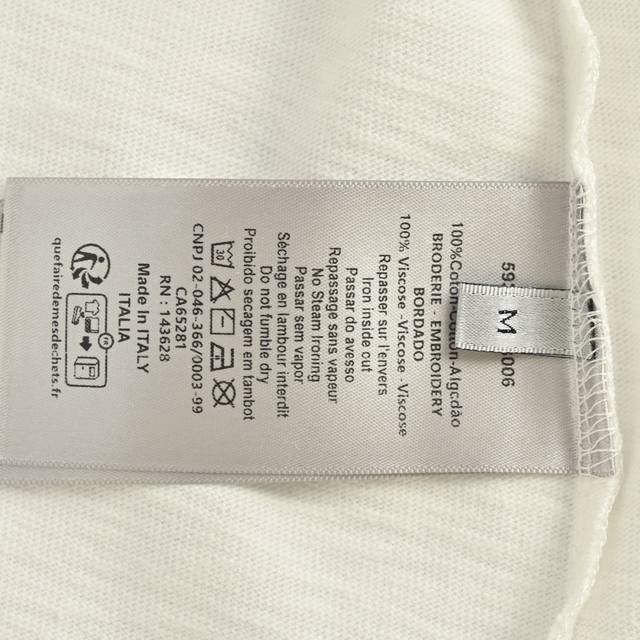 M
100%Coton-Cotton-Algodão
BRODERIE - EMBROIDERY
BORDADO
100% Viscose - Viscose - Viscose
Repasser sur l'envers
Iron inside out
Passar do avesso
Repassage sans vapeur
No Steam Ironing
Passar sem vapor
Séchage en tambour interdit
Do not tumble dry
Proibido secagem em tambot
30
CNPJ 02-046-366/0003-99
CA65281
RN : 143628
Made In ITALY
ITALIA
quefairedemesdechets.fr